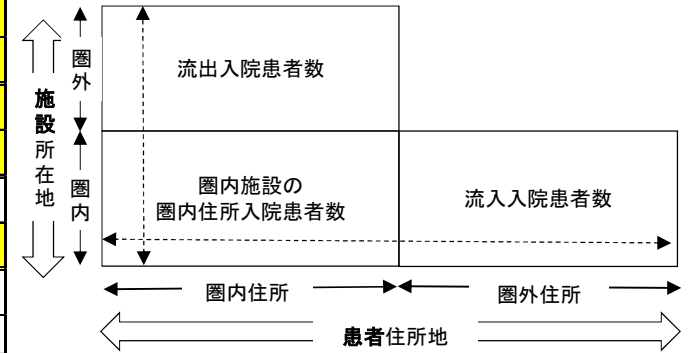 圏外
流出入院患者数
施設所在地
圏内
圏内施設の
圏内住所入院患者数
流入入院患者数
圏内住所
圏外住所
患者住所地